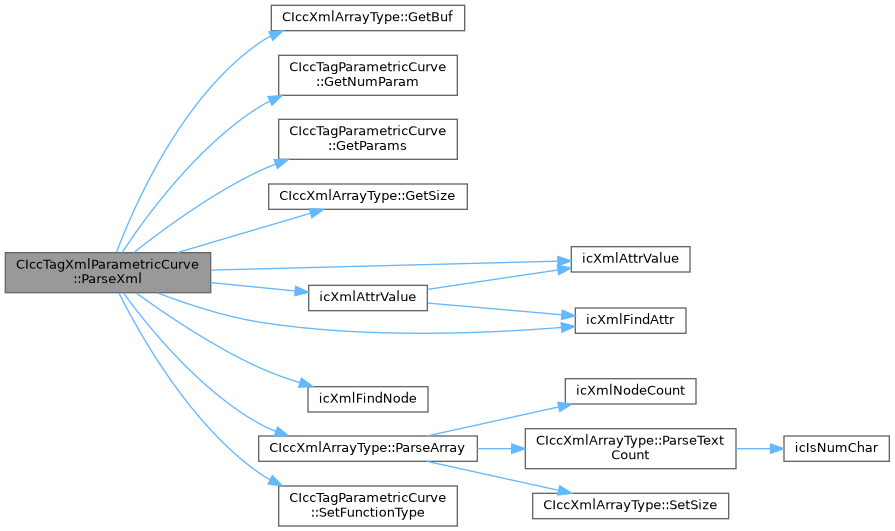 CIccXmlArrayType::GetBuf
CIccTagParametricCurve
::GetNumParam
CIccTagParametricCurve
::GetParams
CIccXmlArrayType::GetSize
CIccTagXmlParametricCurve
::ParseXml
icXmlAttrValue
icXmlAttrValue
icXmlFindAttr
icXmlFindNode
icXmlNodeCount
CIccXmlArrayType::ParseArray
CIccXmlArrayType::ParseText
Count
icIsNumChar
CIccTagParametricCurve
::SetFunctionType
CIccXmlArrayType::SetSize